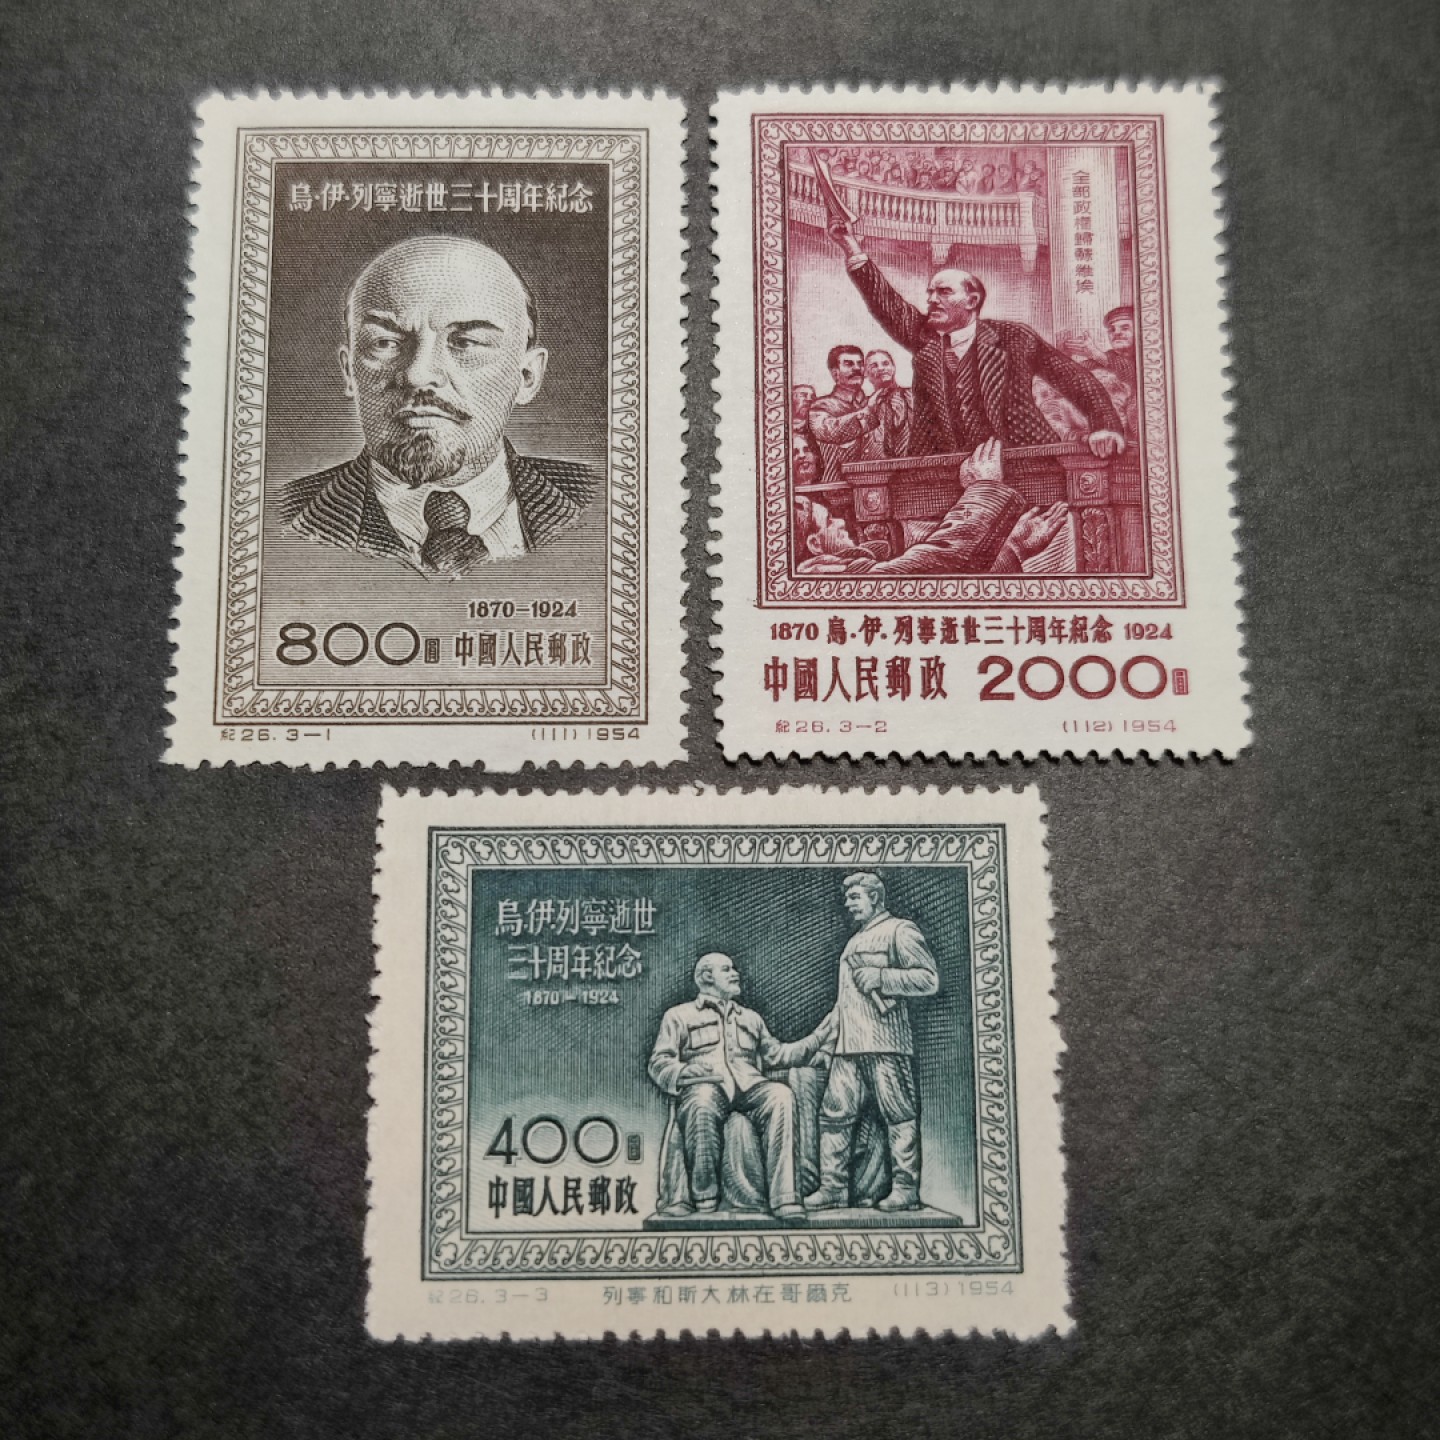 烏·伊·列寧逝世三十周年紀念
1870-1924
800圓 中國人民郵政
紀26.3-1 (111)1954
全部政權歸蘇維埃
1870 烏·伊·列寧逝世三十周年紀念 1924
中國人民郵政 2000圓
紀26.3-2 (112)1954
烏·伊·列寧逝世
三十周年紀念
1870-1924
400圓
中國人民郵政
紀26.3-3 列寧和斯大林在哥爾克 (113)1954